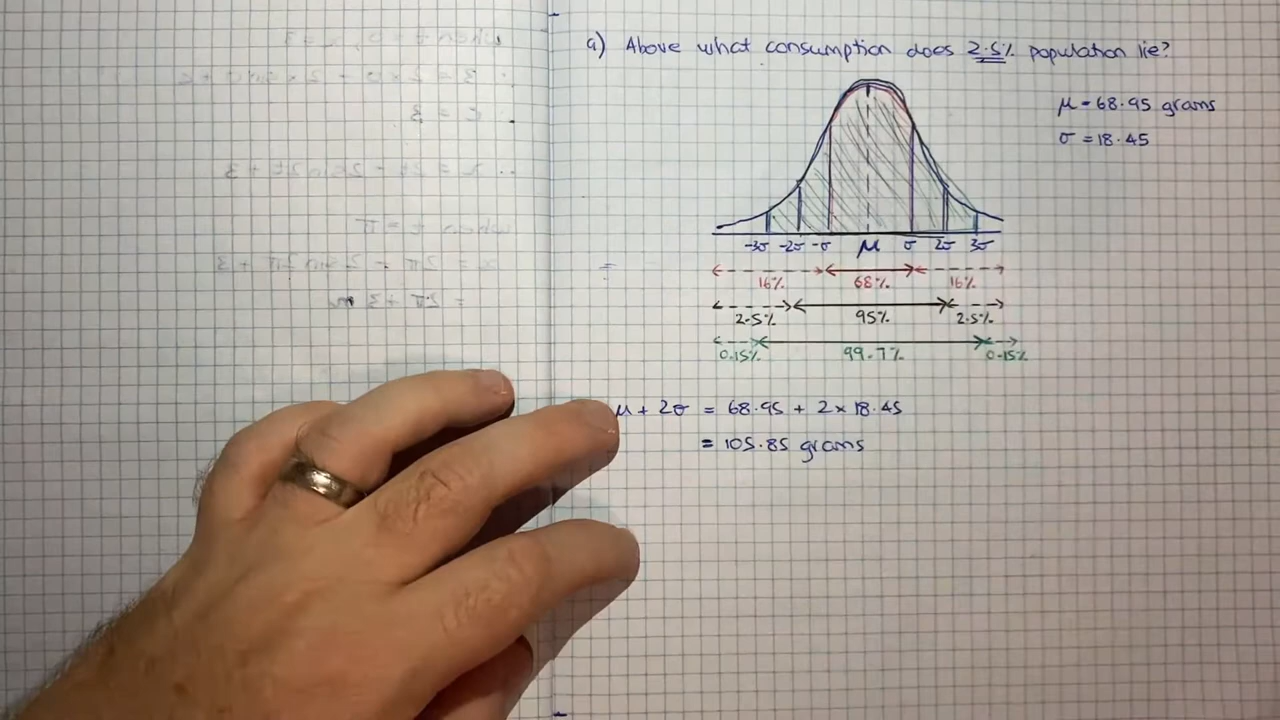 a) Above what consumption does 2.5% population lie?
μ = 68.95 grams
σ = 18.45
-3σ -2σ -σ μ σ 2σ 3σ
16% 68% 16%
2.5% 95% 2.5%
0.15% 99.7% 0.15%
μ + 2σ = 68.95 + 2 × 18.45
= 105.85 grams